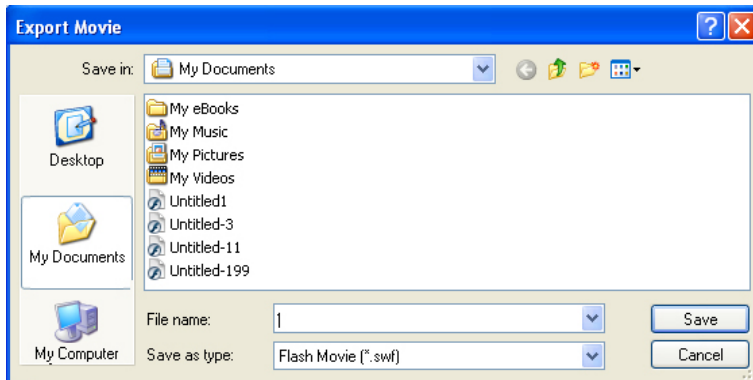 Export Movie
Save in: My Documents
Desktop
My Documents
My Computer
My eBooks
My Music
My Pictures
My Videos
Untitled1
Untitled-3
Untitled-11
Untitled-199
File name: 1 Save
Save as type: Flash Movie (*.swf) Cancel